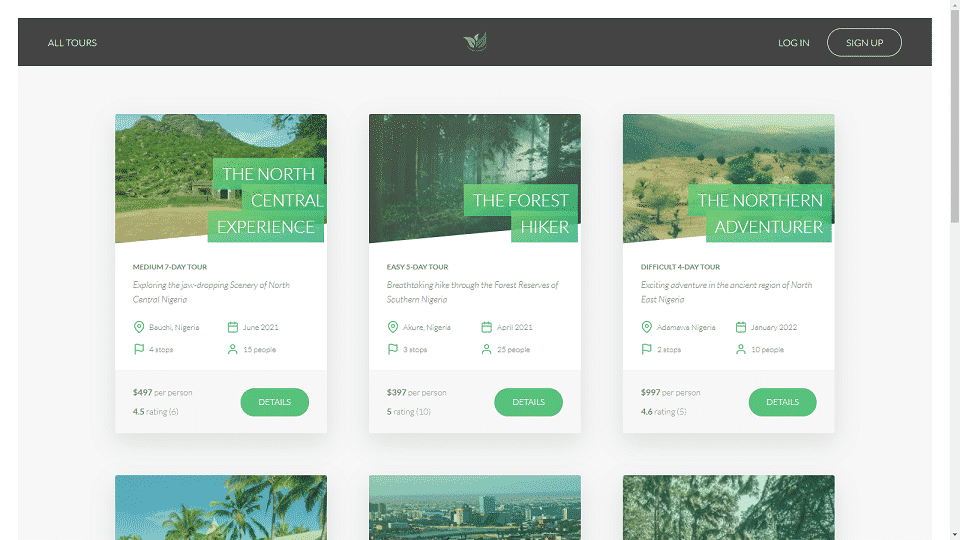 ALL TOURS
LOG IN
SIGN UP
THE NORTH
CENTRAL
EXPERIENCE
MEDIUM 7-DAY TOUR
Exploring the jaw-dropping Scenery of North
Central Nigeria
Bauchi, Nigeria
June 2021
4 stops
15 people
$497 per person
4.5 rating (6)
DETAILS
THE FOREST
HIKER
EASY 5-DAY TOUR
Breathtaking hike through the Forest Reserves of
Southern Nigeria
Akure, Nigeria
April 2021
3 stops
25 people
$397 per person
5 rating (10)
DETAILS
THE NORTHERN
ADVENTURER
DIFFICULT 4-DAY TOUR
Exciting adventure in the ancient region of North
East Nigeria
Adamawa Nigeria
January 2022
2 stops
10 people
$997 per person
4.6 rating (5)
DETAILS